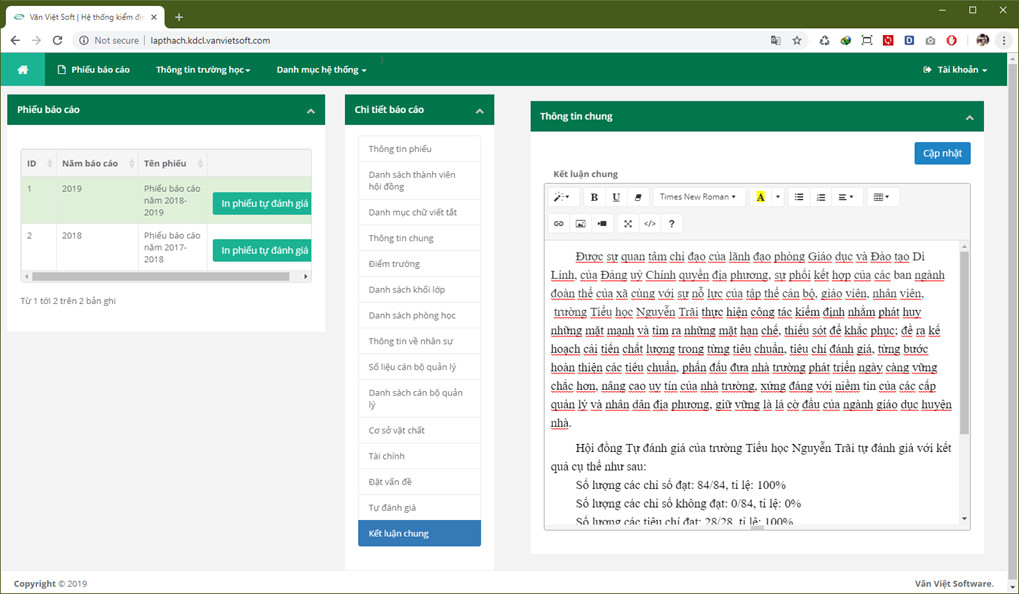 Văn Việt Soft | Hệ thống kiểm địn
Not secure | lapthach.kdcl.vanvietsoft.com
Phiếu báo cáo
Thông tin trường học
Danh mục hệ thống
Tài khoản
Phiếu báo cáo
ID
Năm báo cáo
Tên phiếu
1
2019
Phiếu báo cáo
năm 2018-
2019
In phiếu tự đánh giá
2
2018
Phiếu báo cáo
năm 2017-
2018
In phiếu tự đánh giá
Từ 1 tới 2 trên 2 bản ghi
Chi tiết báo cáo
Thông tin phiếu
Danh sách thành viên
hội đồng
Danh mục chữ viết tắt
Thông tin chung
Điểm trường
Danh sách khối lớp
Danh sách phòng học
Thông tin về nhân sự
Số liệu cán bộ quản lý
Danh sách cán bộ quản
lý
Cơ sở vật chất
Tài chính
Đặt vấn đề
Tự đánh giá
Kết luận chung
Thông tin chung
Cập nhật
Kết luận chung
B U Times New Roman A
</> ?
Được sự quan tâm chỉ đạo của lãnh đạo phòng Giáo dục và Đào tạo Di
Linh, của Đảng uỷ Chính quyền địa phương, sự phối kết hợp của các ban ngành
đoàn thể của xã cùng với sự nỗ lực của tập thể cán bộ, giáo viên, nhân viên,
trường Tiểu học Nguyễn Trãi thực hiện công tác kiểm định nhằm phát huy
những mặt mạnh và tìm ra những mặt hạn chế, thiếu sót để khắc phục; đề ra kế
hoạch cải tiến chất lượng trong từng tiêu chuẩn, tiêu chí đánh giá, từng bước
hoàn thiện các tiêu chuẩn, phấn đấu đưa nhà trường phát triển ngày càng vững
chắc hơn, nâng cao uy tín của nhà trường, xứng đáng với niềm tin của các cấp
quản lý và nhân dân địa phương, giữ vững là lá cờ đầu của ngành giáo dục huyện
nhà.
Hội đồng Tự đánh giá của trường Tiểu học Nguyễn Trãi tự đánh giá với kết
quả cụ thể như sau:
Số lượng các chỉ số đạt: 84/84, tỉ lệ: 100%
Số lượng các chỉ số không đạt: 0/84, tỉ lệ: 0%
Số lượng các tiêu chí đạt: 28/28, tỉ lệ: 100%
Copyright © 2019
Văn Việt Software.